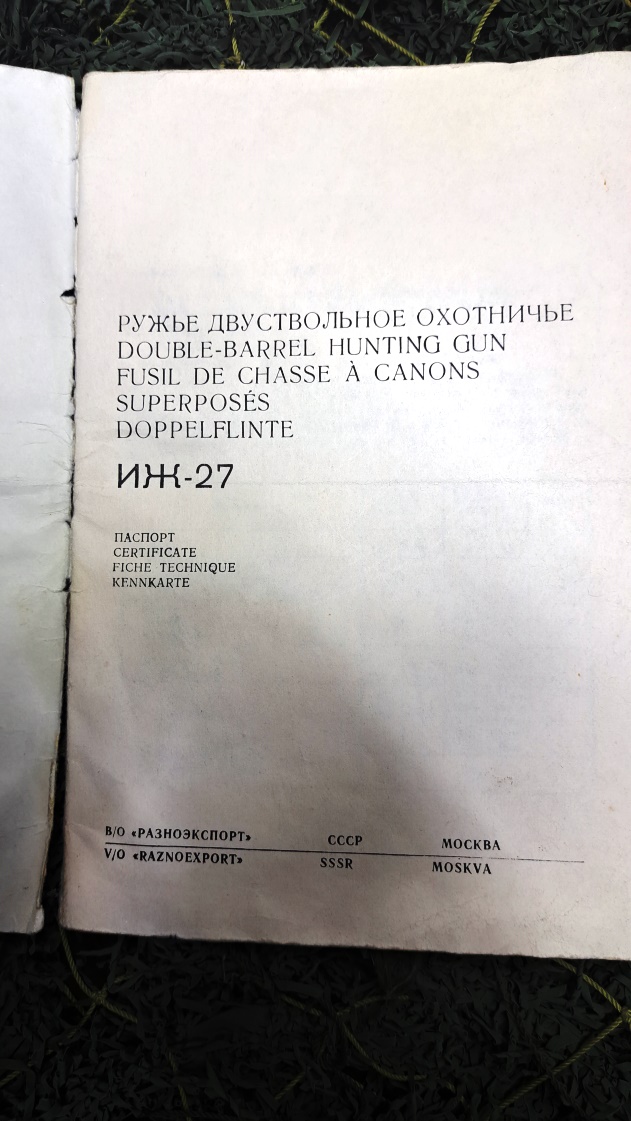 РУЖЬЕ ДВУСТВОЛЬНОЕ ОХОТНИЧЬЕ
DOUBLE-BARREL HUNTING GUN
FUSIL DE CHASSE À CANONS
SUPERPOSÉS
DOPPELFLINTE
ИЖ-27
ПАСПОРТ
CERTIFICATE
FICHE TECHNIQUE
KENNKARTE
В/О «РАЗНОЭКСПОРТ» СССР МОСКВА
V/O «RAZNOEXPORT» SSSR MOSKVA